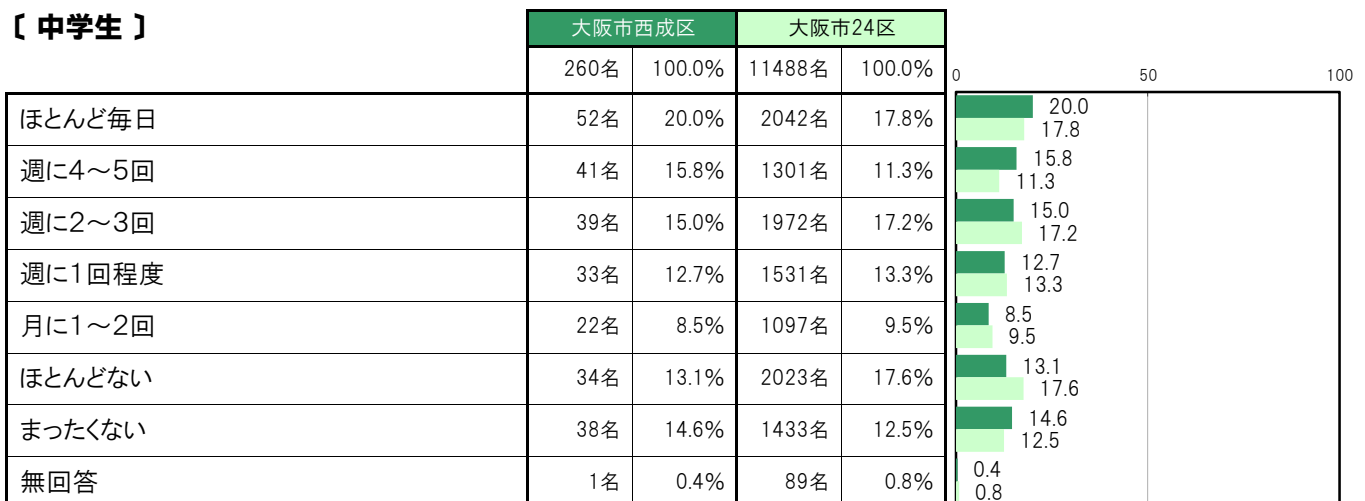 〔 中学生 〕
大阪市西成区 大阪市24区
260名 100.0% 11488名 100.0%
0 50 100
ほとんど毎日 52名 20.0% 2042名 17.8% 20.0
17.8
週に4～5回 41名 15.8% 1301名 11.3% 15.8
11.3
週に2～3回 39名 15.0% 1972名 17.2% 15.0
17.2
週に1回程度 33名 12.7% 1531名 13.3% 12.7
13.3
月に1～2回 22名 8.5% 1097名 9.5% 8.5
9.5
ほとんどない 34名 13.1% 2023名 17.6% 13.1
17.6
まったくない 38名 14.6% 1433名 12.5% 14.6
12.5
無回答 1名 0.4% 89名 0.8% 0.4
0.8